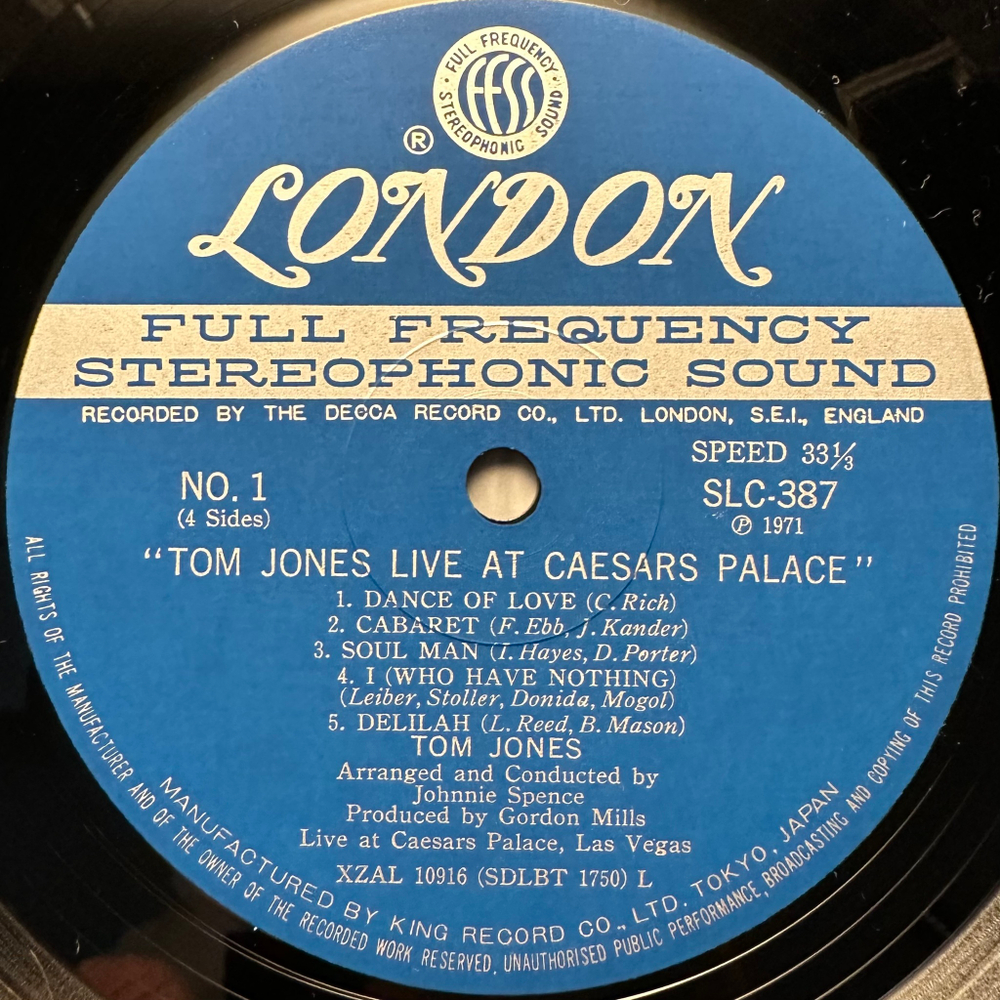 FULL FREQUENCY
FFSS
STEREOPHONIC SOUND
®
LONDON
FULL FREQUENCY
STEREOPHONIC SOUND
RECORDED BY THE DECCA RECORD CO., LTD. LONDON, S.E.I., ENGLAND
SPEED 33⅓
NO. 1
SLC-387
(4 Sides)
Ⓟ 1971
“TOM JONES LIVE AT CAESARS PALACE”
1. DANCE OF LOVE (C. Rich)
2. CABARET (F. Ebb, J. Kander)
3. SOUL MAN (I. Hayes, D. Porter)
4. I (WHO HAVE NOTHING)
(Leiber, Stoller, Donida, Mogol)
5. DELILAH (L. Reed, B. Mason)
TOM JONES
Arranged and Conducted by
Johnnie Spence
Produced by Gordon Mills
Live at Caesars Palace, Las Vegas
XZAL 10916 (SDLBT 1750) L
MANUFACTURED BY KING RECORD CO., LTD. TOKYO, JAPAN
ALL RIGHTS OF THE MANUFACTURER AND OF THE OWNER OF THE RECORDED WORK RESERVED, UNAUTHORISED PUBLIC PERFORMANCE, BROADCASTING AND COPYING OF THIS RECORD PROHIBITED